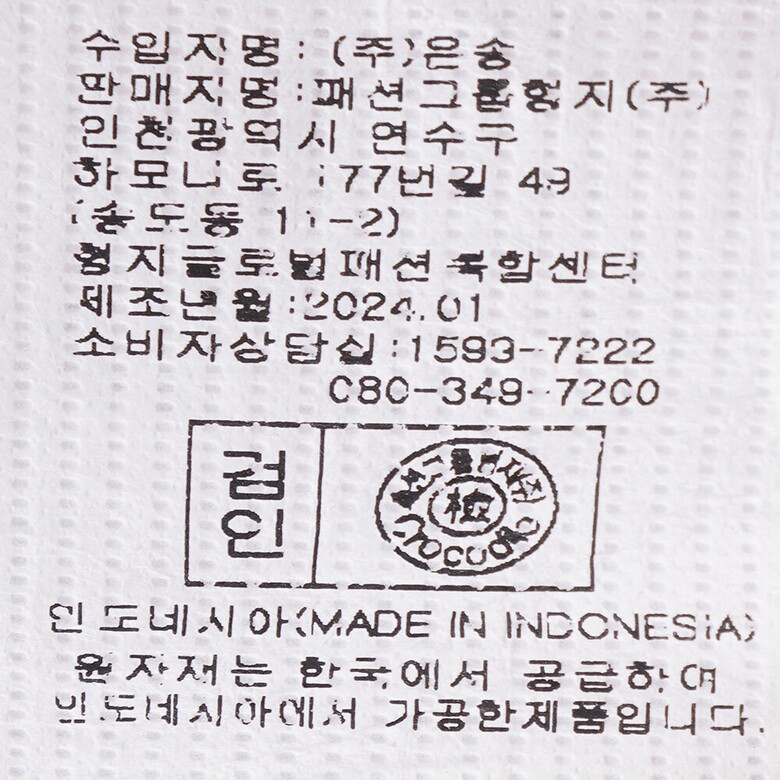 수입자명:(주)은송
판매자명:패션그룹형지(주)
인천광역시 연수구
하모니로 177번길 49
(송도동 11-2)
형지글로벌패션복합센터
제조년월:2024.01
소비자상담실:1593-7222
080-349-7200
검
인
檢
CROCODILE
인도네시아(MADE IN INDONESIA)
원자재는 한국에서 공급하여
인도네시아에서 가공한제품입니다.